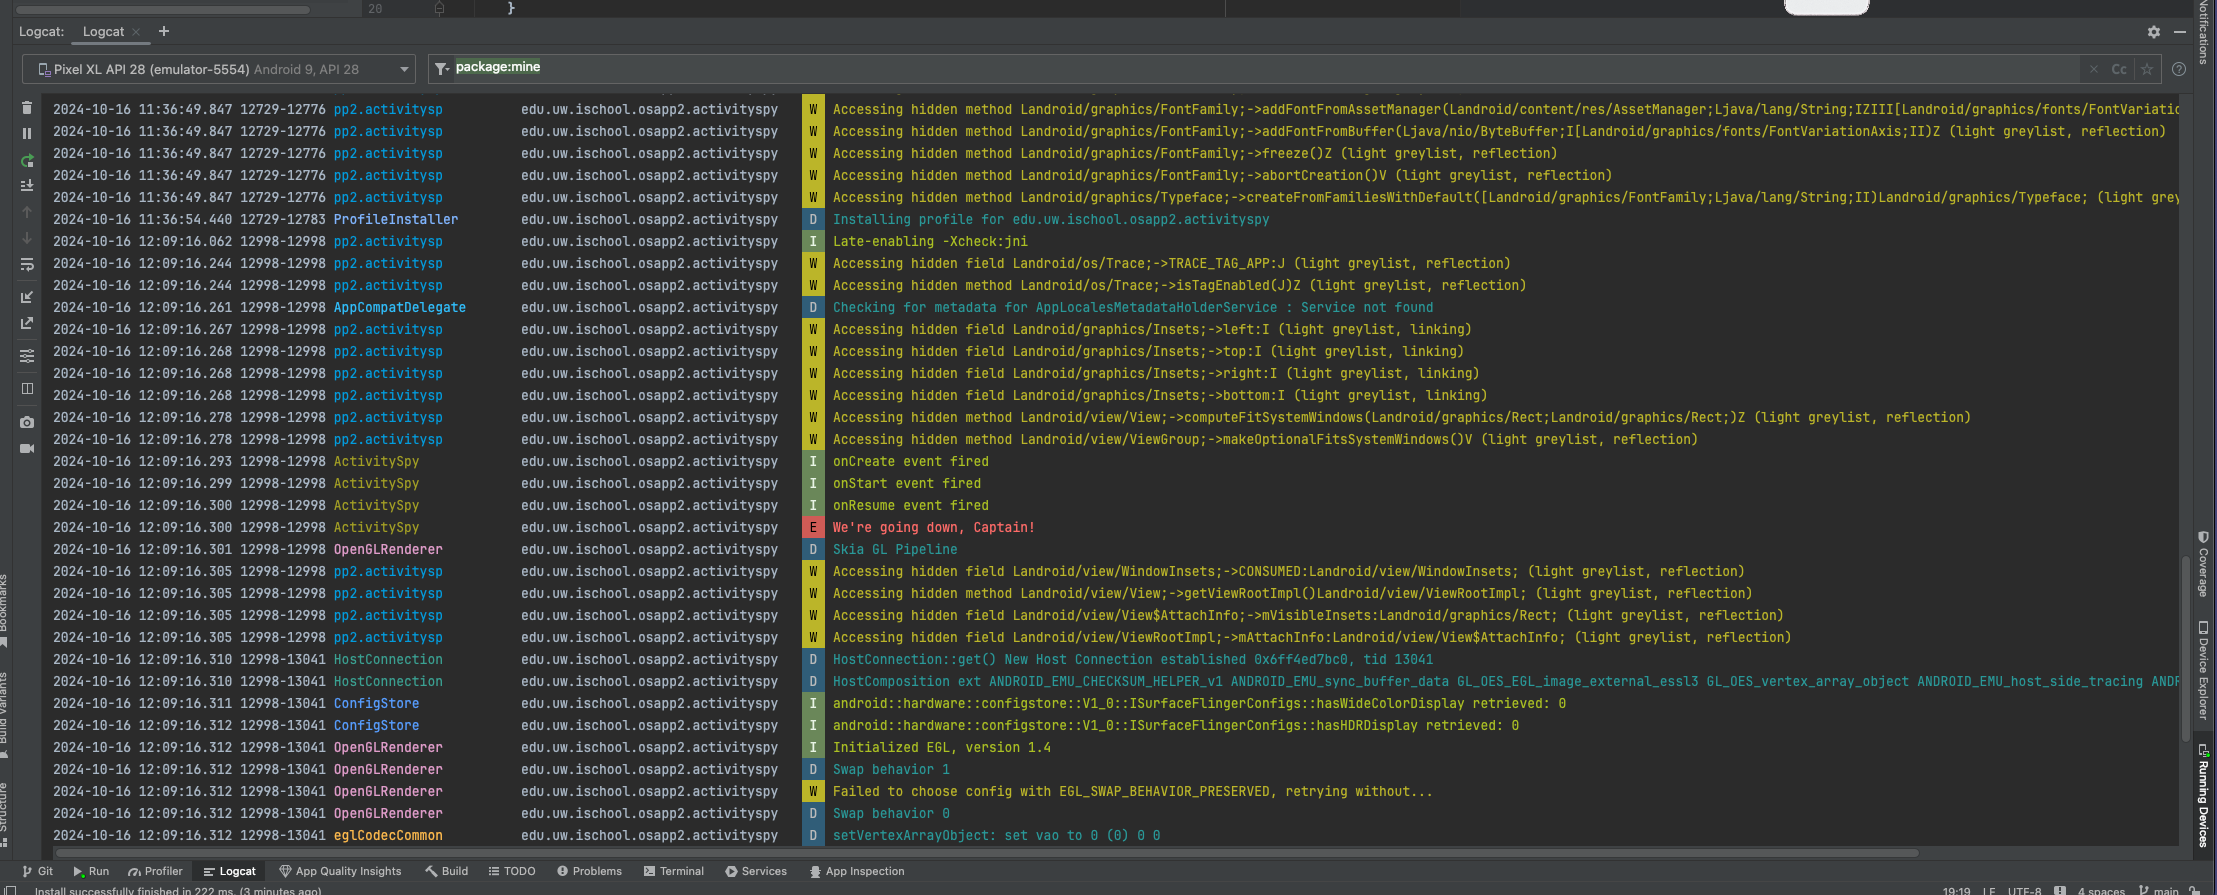 20 }
Notifications
Logcat: Logcat × +
Pixel XL API 28 (emulator-5554) Android 9, API 28 package:mine × Cc
2024-10-16 11:36:49.847 12729-12776 pp2.activitysp edu.uw.ischool.osapp2.activityspy W Accessing hidden method Landroid/graphics/FontFamily;->addFontFromAssetManager(Landroid/content/res/AssetManager;Ljava/lang/String;IZIII[Landroid/graphics/fonts/FontVariatio
2024-10-16 11:36:49.847 12729-12776 pp2.activitysp edu.uw.ischool.osapp2.activityspy W Accessing hidden method Landroid/graphics/FontFamily;->addFontFromBuffer(Ljava/nio/ByteBuffer;I[Landroid/graphics/fonts/FontVariationAxis;II)Z (light greylist, reflection)
2024-10-16 11:36:49.847 12729-12776 pp2.activitysp edu.uw.ischool.osapp2.activityspy W Accessing hidden method Landroid/graphics/FontFamily;->freeze()Z (light greylist, reflection)
2024-10-16 11:36:49.847 12729-12776 pp2.activitysp edu.uw.ischool.osapp2.activityspy W Accessing hidden method Landroid/graphics/FontFamily;->abortCreation()V (light greylist, reflection)
2024-10-16 11:36:49.847 12729-12776 pp2.activitysp edu.uw.ischool.osapp2.activityspy W Accessing hidden method Landroid/graphics/Typeface;->createFromFamiliesWithDefault([Landroid/graphics/FontFamily;Ljava/lang/String;II)Landroid/graphics/Typeface; (light grey
2024-10-16 11:36:54.440 12729-12783 ProfileInstaller edu.uw.ischool.osapp2.activityspy D Installing profile for edu.uw.ischool.osapp2.activityspy
2024-10-16 12:09:16.062 12998-12998 pp2.activitysp edu.uw.ischool.osapp2.activityspy I Late-enabling -Xcheck:jni
2024-10-16 12:09:16.244 12998-12998 pp2.activitysp edu.uw.ischool.osapp2.activityspy W Accessing hidden field Landroid/os/Trace;->TRACE_TAG_APP:J (light greylist, reflection)
2024-10-16 12:09:16.244 12998-12998 pp2.activitysp edu.uw.ischool.osapp2.activityspy W Accessing hidden method Landroid/os/Trace;->isTagEnabled(J)Z (light greylist, reflection)
2024-10-16 12:09:16.261 12998-12998 AppCompatDelegate edu.uw.ischool.osapp2.activityspy D Checking for metadata for AppLocalesMetadataHolderService : Service not found
2024-10-16 12:09:16.267 12998-12998 pp2.activitysp edu.uw.ischool.osapp2.activityspy W Accessing hidden field Landroid/graphics/Insets;->left:I (light greylist, linking)
2024-10-16 12:09:16.268 12998-12998 pp2.activitysp edu.uw.ischool.osapp2.activityspy W Accessing hidden field Landroid/graphics/Insets;->top:I (light greylist, linking)
2024-10-16 12:09:16.268 12998-12998 pp2.activitysp edu.uw.ischool.osapp2.activityspy W Accessing hidden field Landroid/graphics/Insets;->right:I (light greylist, linking)
2024-10-16 12:09:16.268 12998-12998 pp2.activitysp edu.uw.ischool.osapp2.activityspy W Accessing hidden field Landroid/graphics/Insets;->bottom:I (light greylist, linking)
2024-10-16 12:09:16.278 12998-12998 pp2.activitysp edu.uw.ischool.osapp2.activityspy W Accessing hidden method Landroid/view/View;->computeFitSystemWindows(Landroid/graphics/Rect;Landroid/graphics/Rect;)Z (light greylist, reflection)
2024-10-16 12:09:16.278 12998-12998 pp2.activitysp edu.uw.ischool.osapp2.activityspy W Accessing hidden method Landroid/view/ViewGroup;->makeOptionalFitsSystemWindows()V (light greylist, reflection)
2024-10-16 12:09:16.293 12998-12998 ActivitySpy edu.uw.ischool.osapp2.activityspy I onCreate event fired
2024-10-16 12:09:16.299 12998-12998 ActivitySpy edu.uw.ischool.osapp2.activityspy I onStart event fired
2024-10-16 12:09:16.300 12998-12998 ActivitySpy edu.uw.ischool.osapp2.activityspy I onResume event fired
2024-10-16 12:09:16.300 12998-12998 ActivitySpy edu.uw.ischool.osapp2.activityspy E We're going down, Captain!
2024-10-16 12:09:16.301 12998-12998 OpenGLRenderer edu.uw.ischool.osapp2.activityspy D Skia GL Pipeline
2024-10-16 12:09:16.305 12998-12998 pp2.activitysp edu.uw.ischool.osapp2.activityspy W Accessing hidden field Landroid/view/WindowInsets;->CONSUMED:Landroid/view/WindowInsets; (light greylist, reflection)
2024-10-16 12:09:16.305 12998-12998 pp2.activitysp edu.uw.ischool.osapp2.activityspy W Accessing hidden method Landroid/view/View;->getViewRootImpl()Landroid/view/ViewRootImpl; (light greylist, reflection)
2024-10-16 12:09:16.305 12998-12998 pp2.activitysp edu.uw.ischool.osapp2.activityspy W Accessing hidden field Landroid/view/View$AttachInfo;->mVisibleInsets:Landroid/graphics/Rect; (light greylist, reflection)
2024-10-16 12:09:16.305 12998-12998 pp2.activitysp edu.uw.ischool.osapp2.activityspy W Accessing hidden field Landroid/view/ViewRootImpl;->mAttachInfo:Landroid/view/View$AttachInfo; (light greylist, reflection)
2024-10-16 12:09:16.310 12998-13041 HostConnection edu.uw.ischool.osapp2.activityspy D HostConnection::get() New Host Connection established 0x6ff4ed7bc0, tid 13041
2024-10-16 12:09:16.310 12998-13041 HostConnection edu.uw.ischool.osapp2.activityspy D HostComposition ext ANDROID_EMU_CHECKSUM_HELPER_v1 ANDROID_EMU_sync_buffer_data GL_OES_EGL_image_external_essl3 GL_OES_vertex_array_object ANDROID_EMU_host_side_tracing ANDR
2024-10-16 12:09:16.311 12998-13041 ConfigStore edu.uw.ischool.osapp2.activityspy I android::hardware::configstore::V1_0::ISurfaceFlingerConfigs::hasWideColorDisplay retrieved: 0
2024-10-16 12:09:16.312 12998-13041 ConfigStore edu.uw.ischool.osapp2.activityspy I android::hardware::configstore::V1_0::ISurfaceFlingerConfigs::hasHDRDisplay retrieved: 0
2024-10-16 12:09:16.312 12998-13041 OpenGLRenderer edu.uw.ischool.osapp2.activityspy I Initialized EGL, version 1.4
2024-10-16 12:09:16.312 12998-13041 OpenGLRenderer edu.uw.ischool.osapp2.activityspy D Swap behavior 1
2024-10-16 12:09:16.312 12998-13041 OpenGLRenderer edu.uw.ischool.osapp2.activityspy W Failed to choose config with EGL_SWAP_BEHAVIOR_PRESERVED, retrying without...
2024-10-16 12:09:16.312 12998-13041 OpenGLRenderer edu.uw.ischool.osapp2.activityspy D Swap behavior 0
2024-10-16 12:09:16.312 12998-13041 eglCodecCommon edu.uw.ischool.osapp2.activityspy D setVertexArrayObject: set vao to 0 (0) 0 0
Bookmarks
Build Variants
Structure
Coverage
Device Explorer
Running Devices
Git Run Profiler Logcat App Quality Insights Build TODO Problems Terminal Services App Inspection
Install successfully finished in 222 ms. (3 minutes ago) 19:19 LF UTF-8 4 spaces main